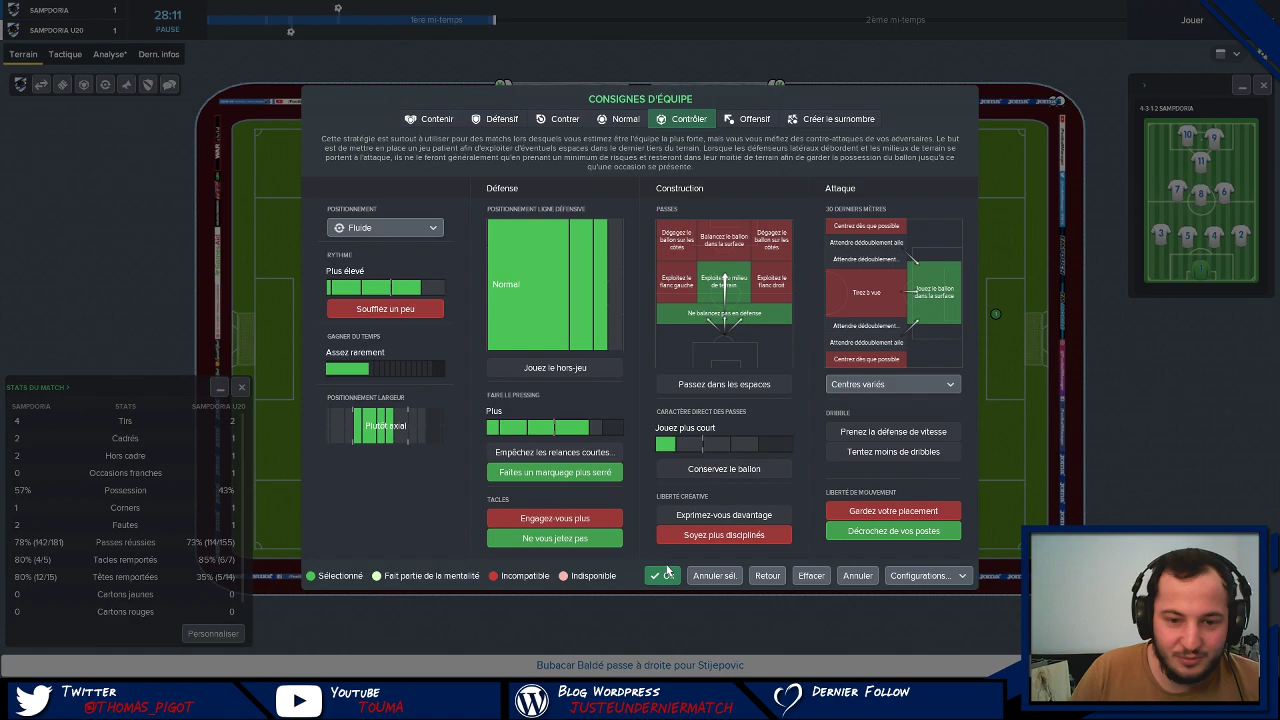 SAMPDORIA 1
SAMPDORIA U20 1
28:11
PAUSE
1ère mi-temps
2ème mi-temps
Jouer
Terrain Tactique Analyse* Dern. infos
CONSIGNES D'ÉQUIPE
Contenir Défensif Contrer Normal Contrôler Offensif Créer le surnombre
Cette stratégie est surtout à utiliser pour des matchs lorsque vous estimez être l'équipe la plus forte, mais vous vous méfiez des contre-attaques de vos adversaires. Le but
est de mettre en place un jeu patient afin d'exploiter d'éventuels espaces dans le dernier tiers du terrain. Lorsque les défenseurs latéraux débordent et les milieux de terrain se
portent à l'attaque, ils ne le feront généralement qu'en prenant un minimum de risques et resteront dans leur moitié de terrain afin de garder la possession du ballon jusqu'à ce
qu'une occasion se présente.
POSITIONNEMENT
Fluide
RYTHME
Plus élevé
Soufflez un peu
GAGNER DU TEMPS
Assez rarement
POSITIONNEMENT LARGEUR
Plutôt axial
Défense
POSITIONNEMENT LIGNE DÉFENSIVE
Normal
Jouez le hors-jeu
FAIRE LE PRESSING
Plus
Empêchez les relances courtes...
Faites un marquage plus serré
TACLES
Engagez-vous plus
Ne vous jetez pas
Construction
PASSES
Dégagez le ballon sur les côtés
Balancez le ballon dans la surface
Dégagez le ballon sur les côtés
Exploitez le flanc gauche
Exploitez le milieu de terrain
Exploitez le flanc droit
Ne balancez pas en défense
Passez dans les espaces
CARACTÈRE DIRECT DES PASSES
Jouez plus court
Conservez le ballon
LIBERTÉ CRÉATIVE
Exprimez-vous davantage
Soyez plus disciplinés
Attaque
30 DERNIERS MÈTRES
Centrez dès que possible
Attendre dédoublement aile
Attendre dédoublement...
Tirez à vue
Jouez le ballon dans la surface
Attendre dédoublement...
Attendre dédoublement aile
Centrez dès que possible
Centres variés
DRIBBLE
Prenez la défense de vitesse
Tentez moins de dribbles
LIBERTÉ DE MOUVEMENT
Gardez votre placement
Décrochez de vos postes
Sélectionné Fait partie de la mentalité Incompatible Indisponible
OK Annuler sél. Retour Effacer Annuler Configurations...
STATS DU MATCH >
SAMPDORIA STATS SAMPDORIA U20
4 Tirs 2
2 Cadrés 1
2 Hors cadre 1
0 Occasions franches 0
57% Possession 43%
1 Corners 1
2 Fautes 2
78% (142/181) Passes réussies 73% (114/155)
80% (4/5) Tacles remportés 85% (6/7)
80% (12/15) Têtes remportées 35% (5/14)
0 Cartons jaunes 0
0 Cartons rouges 0
Personnaliser
4-3-1-2 SAMPDORIA
10 9
11
7 8 6
3 5 4 2
1
Bubacar Baldé passe à droite pour Stijepovic
Twitter
@THOMAS_PIGOT
Youtube
TOUMA
Blog Wordpress
JUSTEUNDERNIERMATCH
Dernier Follow